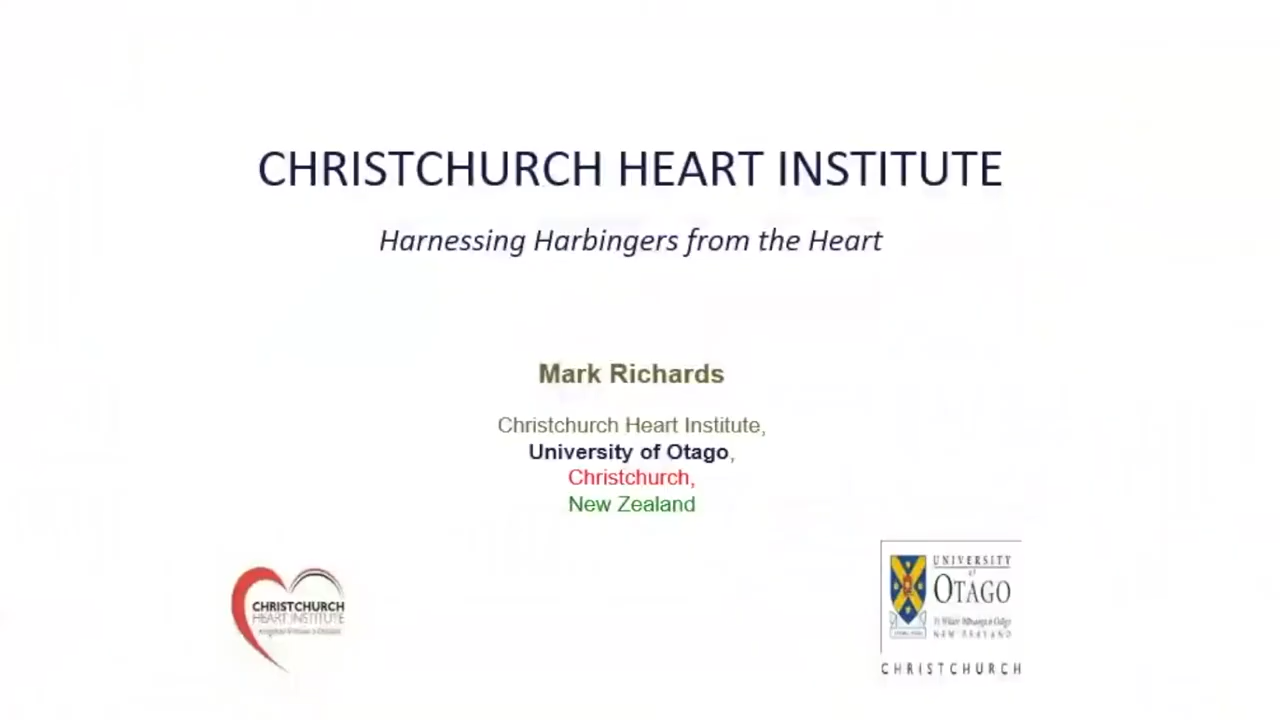 CHRISTCHURCH HEART INSTITUTE
Harnessing Harbingers from the Heart
Mark Richards
Christchurch Heart Institute,
University of Otago,
Christchurch,
New Zealand
CHRISTCHURCH
HEART INSTITUTE
UNIVERSITY
of
OTAGO
NEW ZEALAND
CHRISTCHURCH